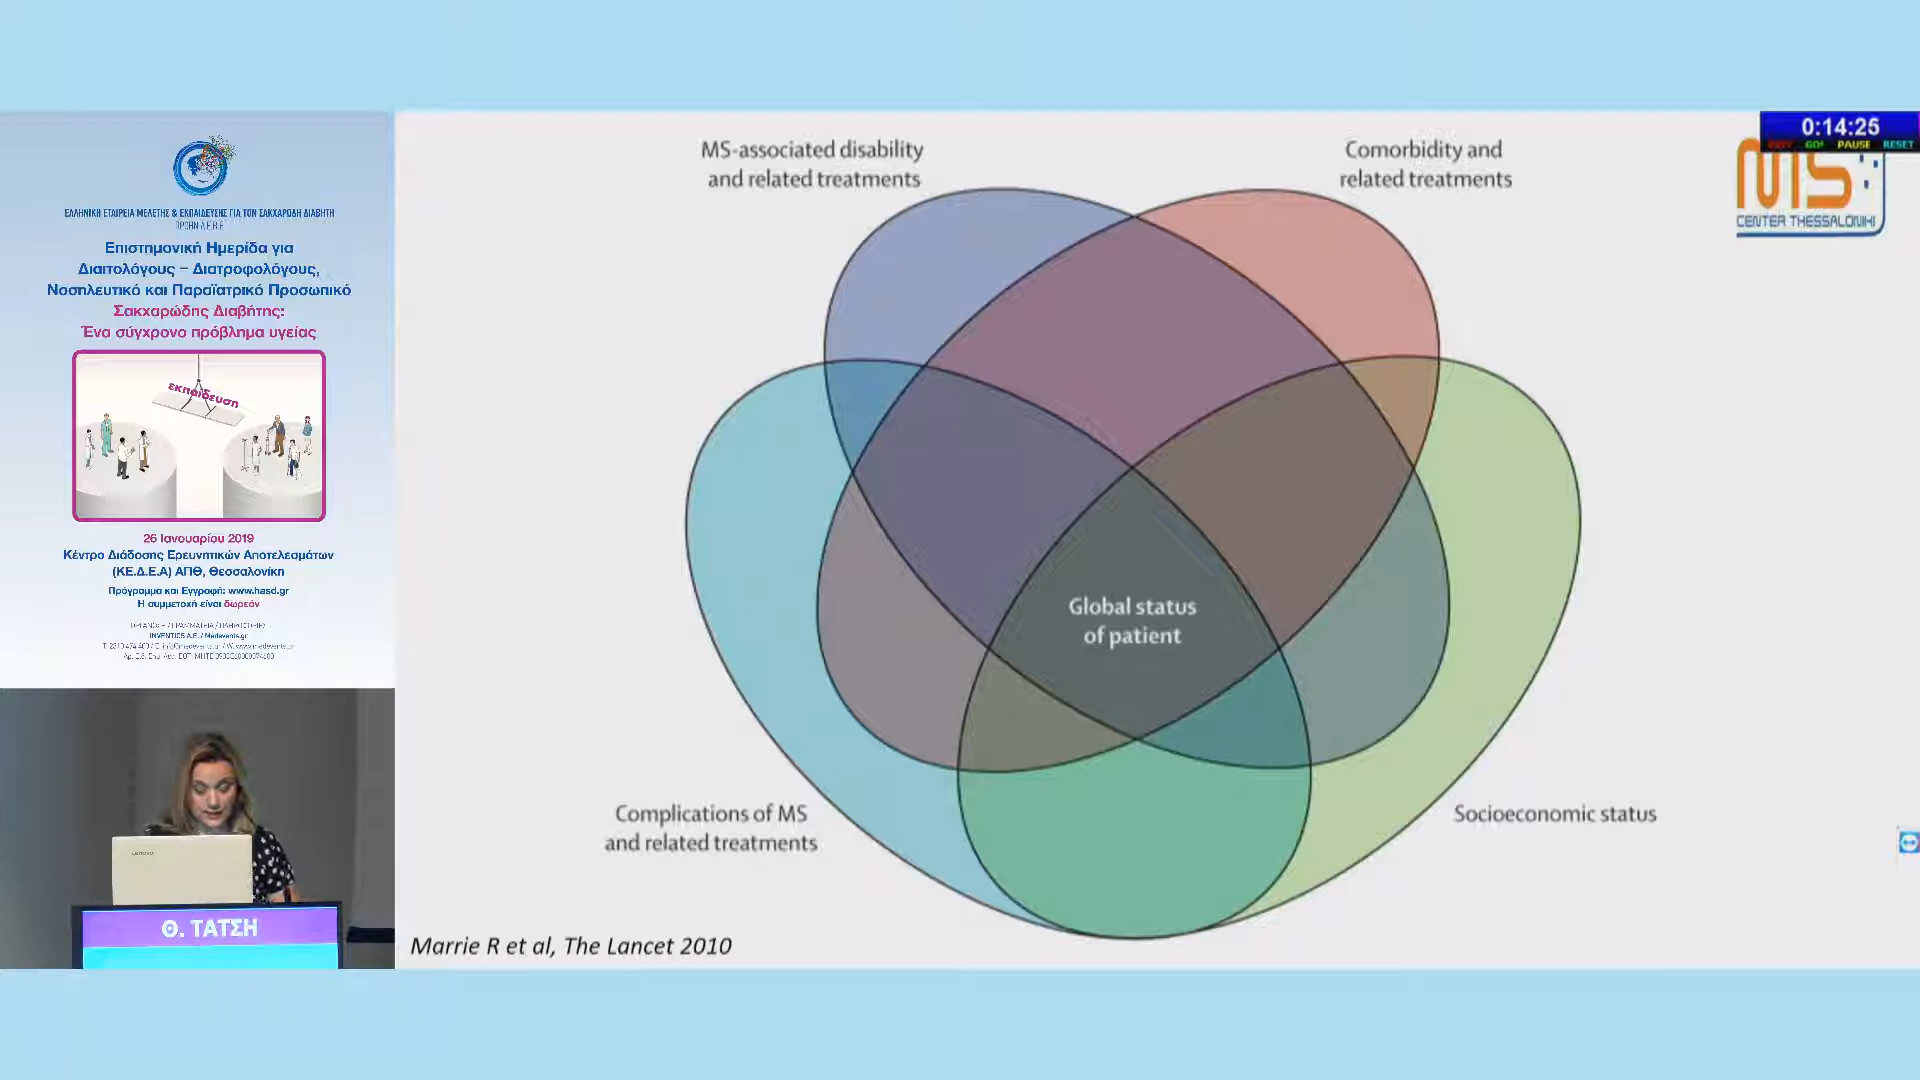 ΕΛΛΗΝΙΚΗ ΕΤΑΙΡΕΙΑ ΜΕΛΕΤΗΣ & ΕΚΠΑΙΔΕΥΣΗΣ ΓΙΑ ΤΟΝ ΣΑΚΧΑΡΩΔΗ ΔΙΑΒΗΤΗ
ΠΡΩΗΝ Δ.Ε.Β.Ε
Επιστημονική Ημερίδα για
Διαιτολόγους – Διατροφολόγους,
Νοσηλευτικό και Παραϊατρικό Προσωπικό
Σακχαρώδης Διαβήτης:
Ένα σύγχρονο πρόβλημα υγείας
εκπαίδευση
26 Ιανουαρίου 2019
Κέντρο Διάδοσης Ερευνητικών Αποτελεσμάτων
(ΚΕ.Δ.Ε.Α) ΑΠΘ, Θεσσαλονίκη
Πρόγραμμα και Εγγραφή: www.hasd.gr
Η συμμετοχή είναι δωρεάν
INVENTICS A.E. / Medevents.gr
Lenovo
Θ. ΤΑΤΣΗ
MS-associated disability
and related treatments
Comorbidity and
related treatments
0:14:25
GO! PAUSE RESET
MS
CENTER THESSALONIKI
Global status
of patient
Complications of MS
and related treatments
Socioeconomic status
Marrie R et al, The Lancet 2010